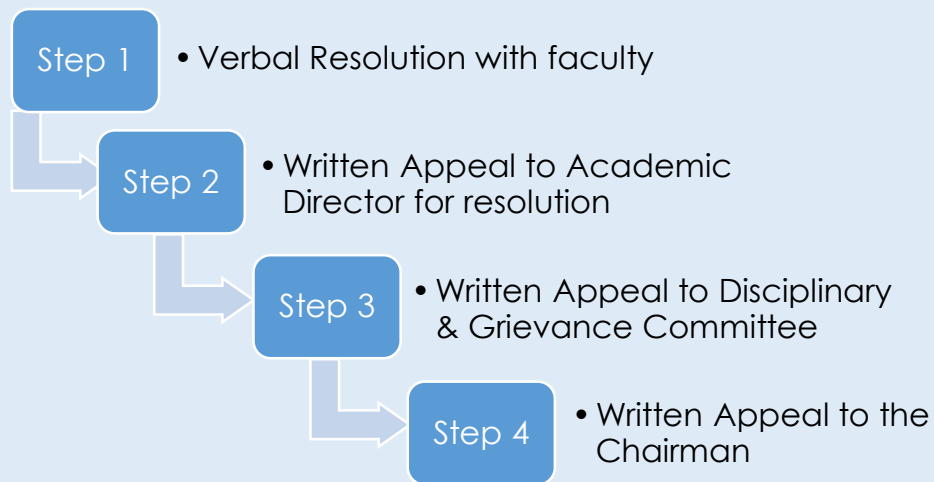 Step 1
• Verbal Resolution with faculty
Step 2
• Written Appeal to Academic
Director for resolution
Step 3
• Written Appeal to Disciplinary
& Grievance Committee
Step 4
• Written Appeal to the
Chairman